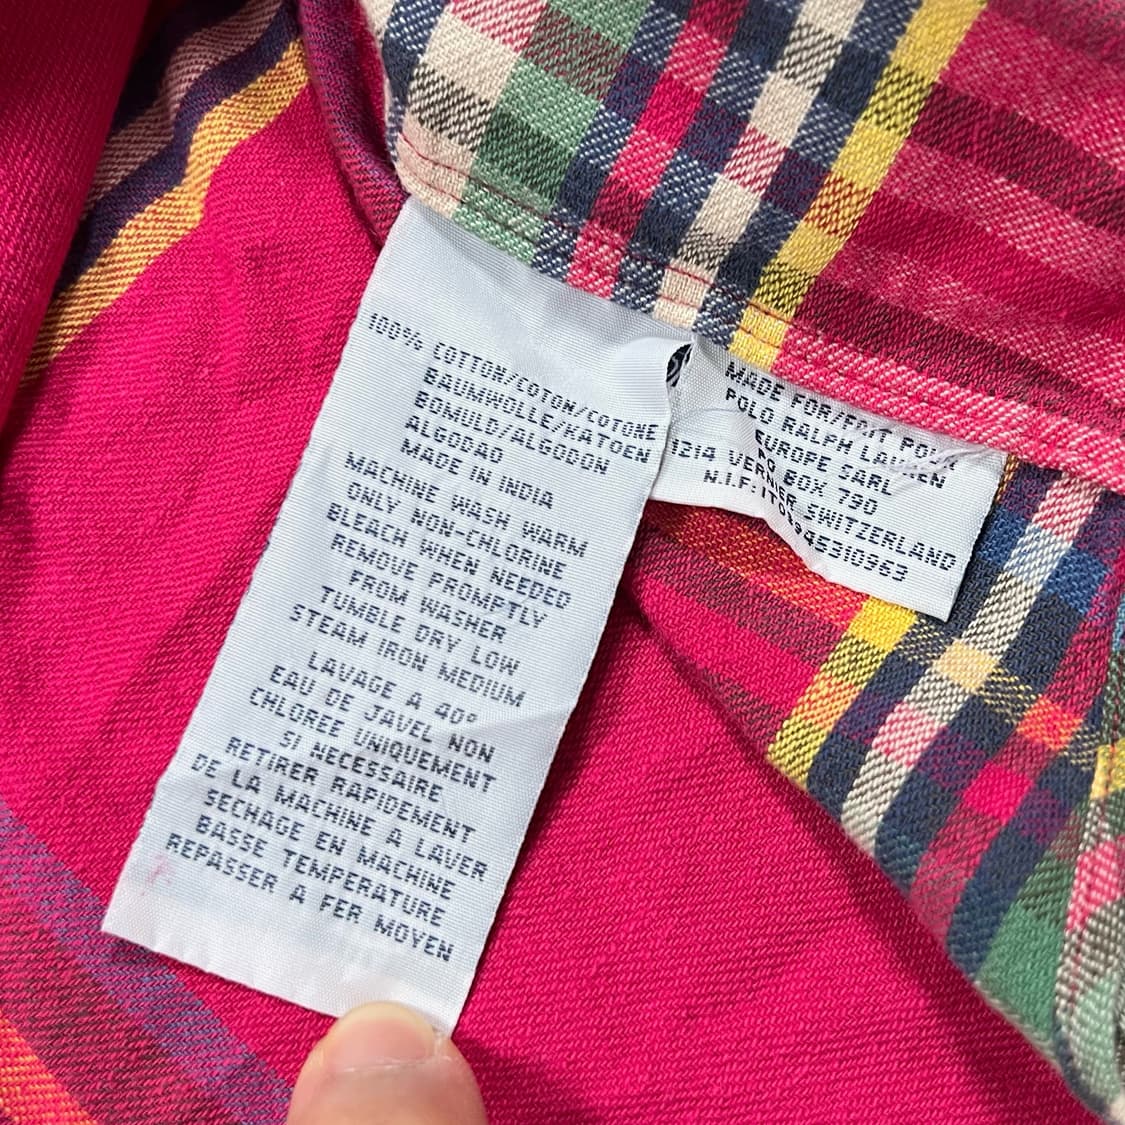 100% COTTON/COTON/COTONE
BAUMWOLLE/KATOEN
BOMULD/ALGODON
ALGODAO
MADE IN INDIA
MACHINE WASH WARM
ONLY NON-CHLORINE
BLEACH WHEN NEEDED
REMOVE PROMPTLY
FROM WASHER
TUMBLE DRY LOW
STEAM IRON MEDIUM
LAVAGE A 40°
EAU DE JAVEL NON
CHLOREE UNIQUEMENT
SI NECESSAIRE
RETIRER RAPIDEMENT
DE LA MACHINE A LAVER
SECHAGE EN MACHINE
BASSE TEMPERATURE
REPASSER A FER MOYEN
MADE FOR/FAIT POUR
POLO RALPH LAUREN
EUROPE SARL
PO BOX 790
1214 VERNIER SWITZERLAND
N.I.F: